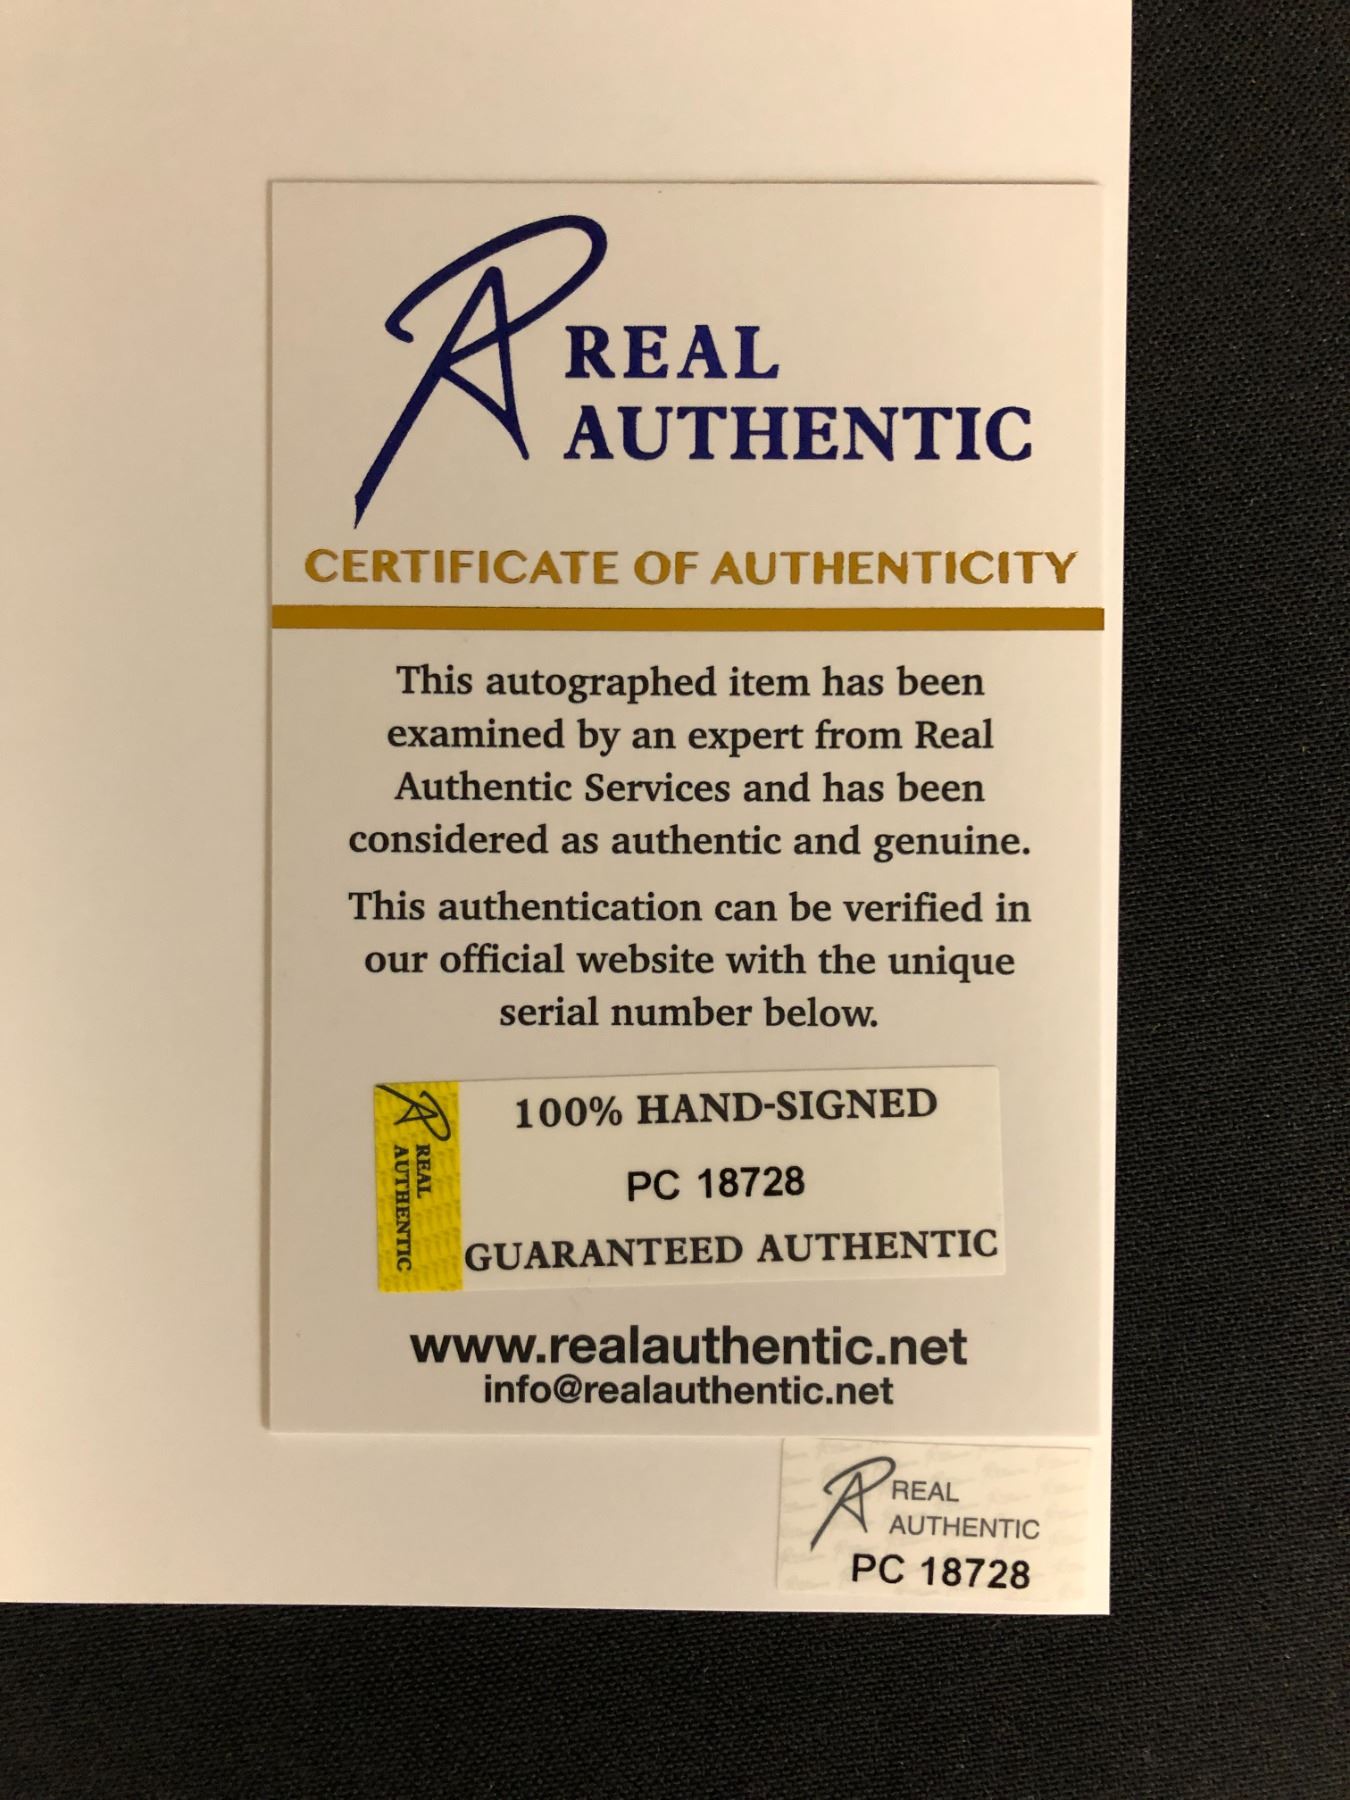 REAL
AUTHENTIC
CERTIFICATE OF AUTHENTICITY
This autographed item has been
examined by an expert from Real
Authentic Services and has been
considered as authentic and genuine.
This authentication can be verified in
our official website with the unique
serial number below.
REAL
AUTHENTIC
100% HAND-SIGNED
PC 18728
GUARANTEED AUTHENTIC
www.realauthentic.net
info@realauthentic.net
REAL
AUTHENTIC
PC 18728